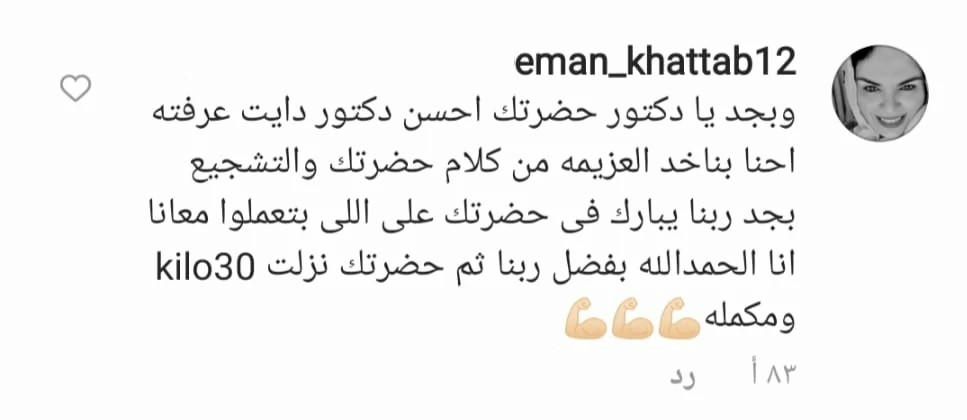 eman_khattab12
وبجد يا دكتور حضرتك احسن دكتور دايت عرفته
احنا بناخد العزيمه من كلام حضرتك والتشجيع
بجد ربنا يبارك فى حضرتك على اللى بتعملوا معانا
انا الحمدالله بفضل ربنا ثم حضرتك نزلت 30kilo
ومكمله💪🏻💪🏻💪🏻
٨٣ أ رد